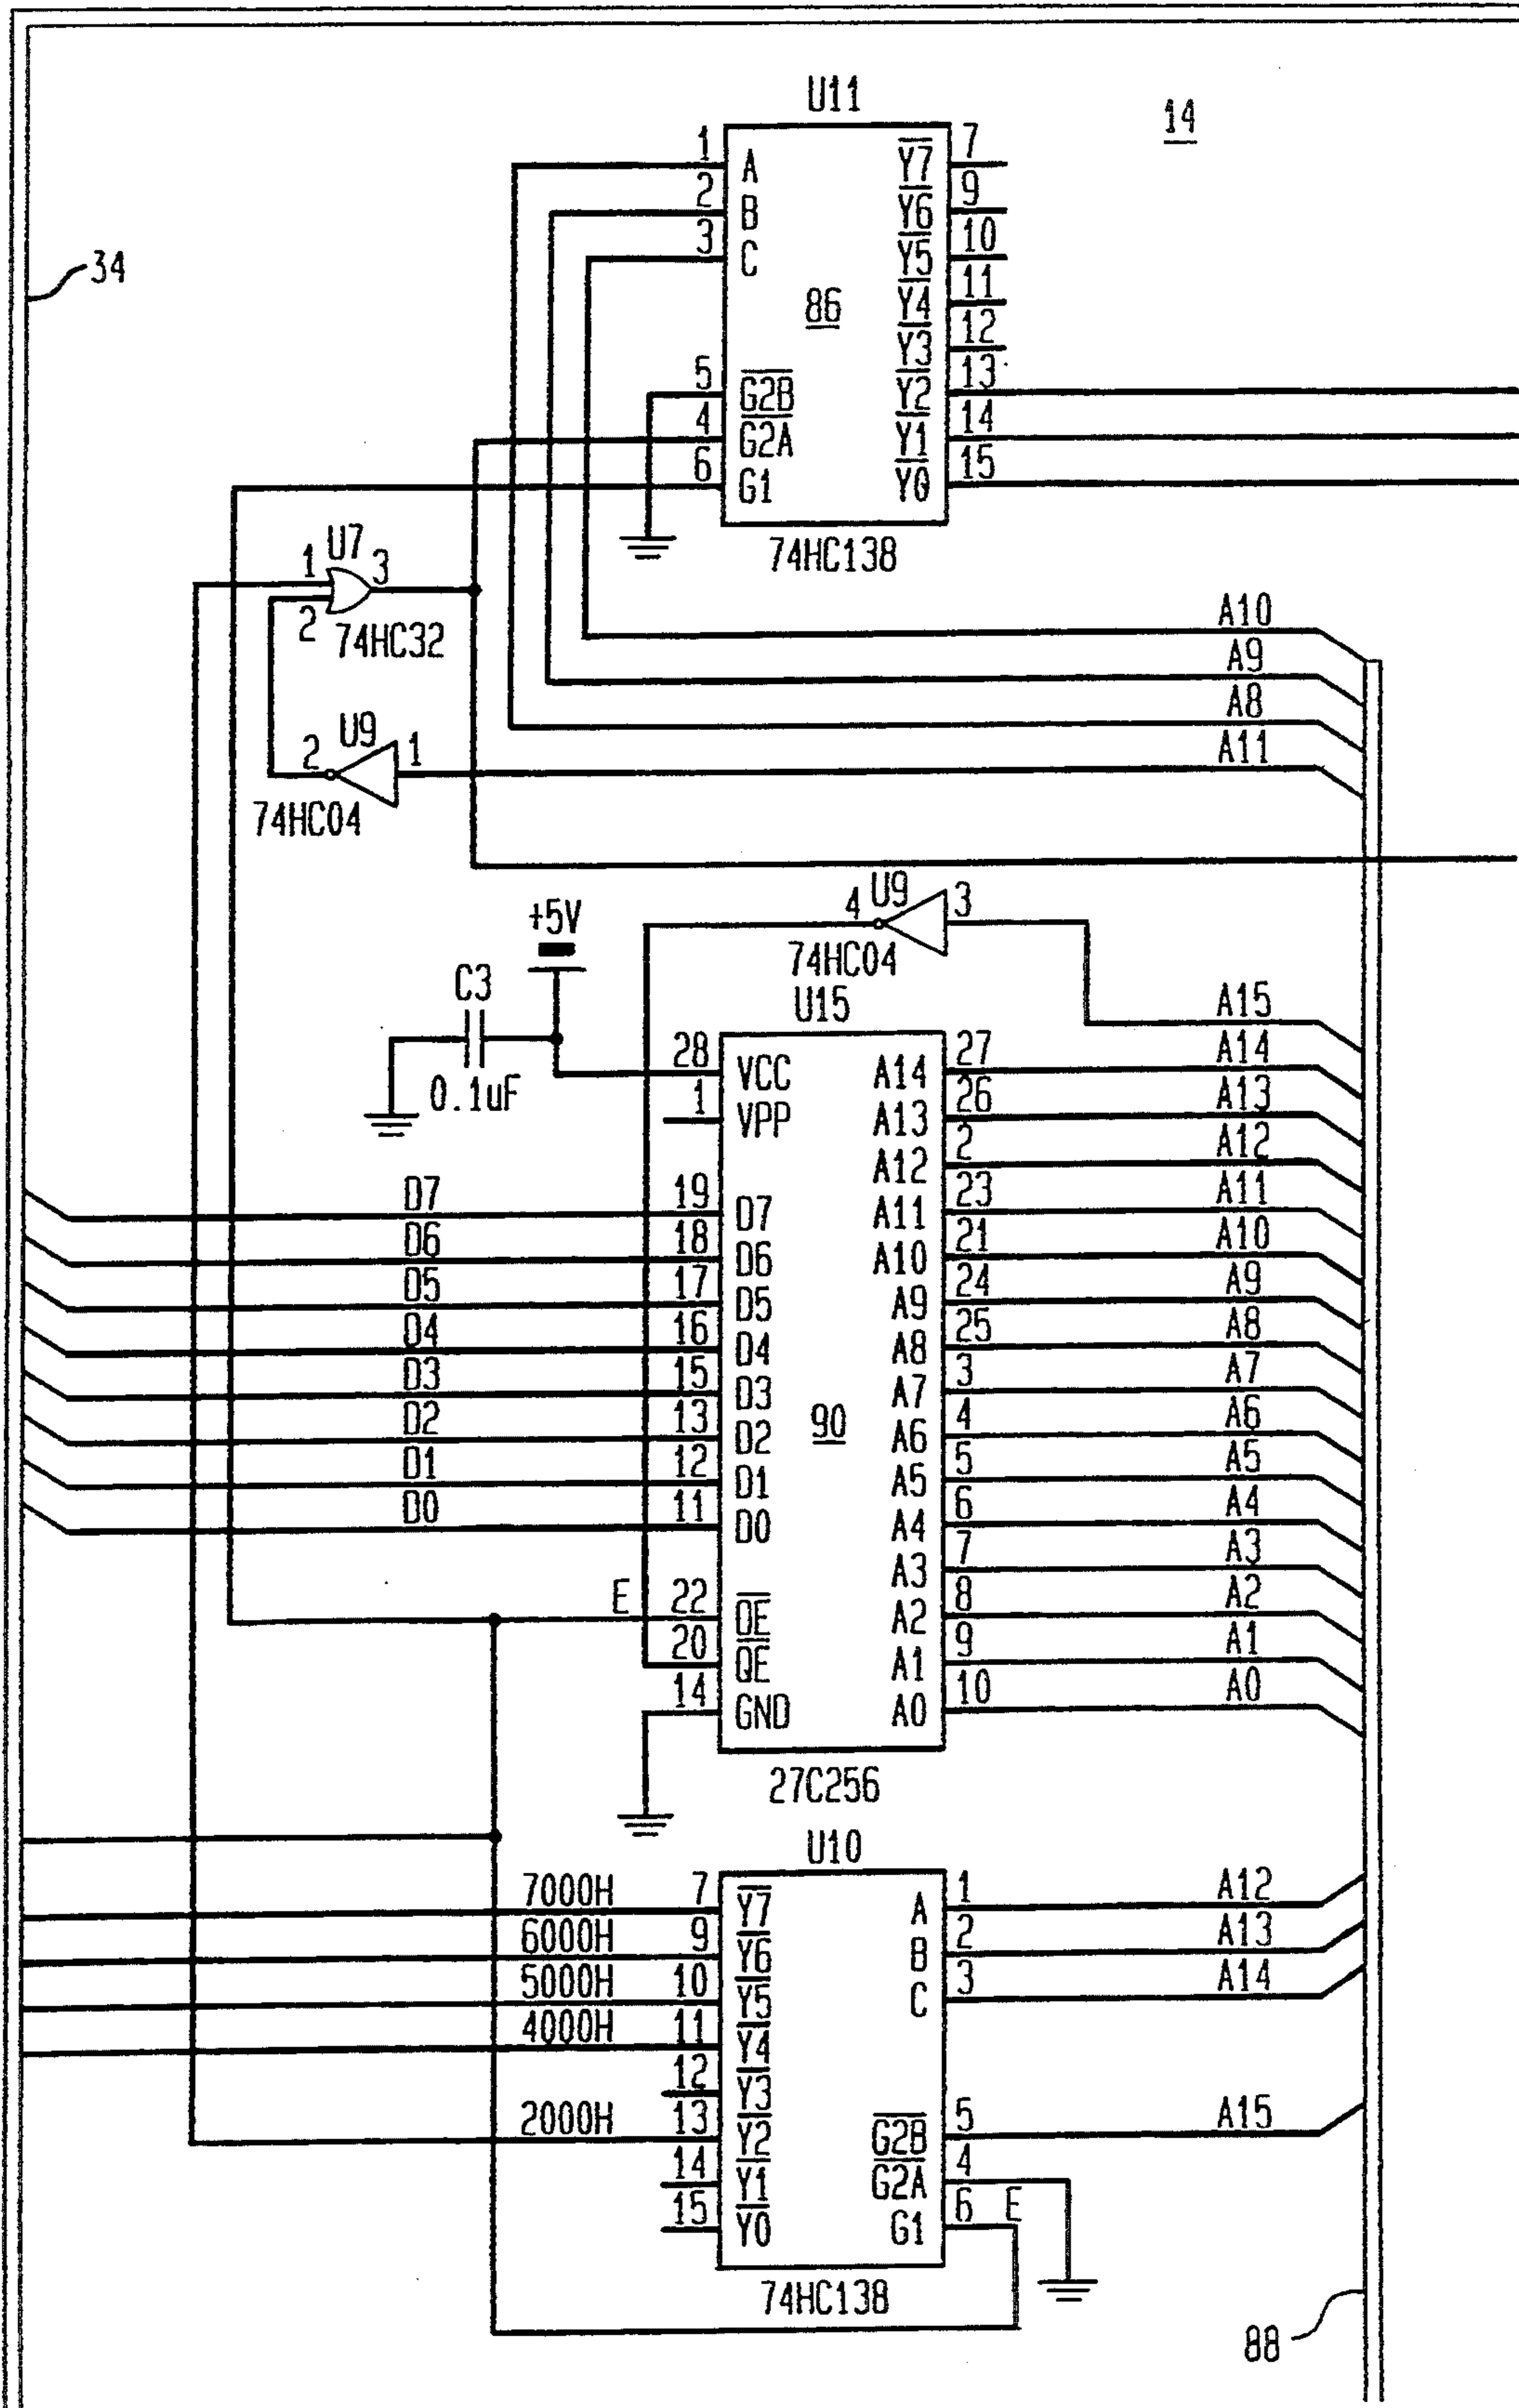 U11
14
1 A Y7 7
2 B Y6 9
3 C Y5 10
Y4 11
86
Y3 12
5 G2B Y2 13
4 G2A Y1 14
6 G1 Y0 15
74HC138
34
U7
1 3
2
74HC32
A10
A9
A8
A11
U9
2 1
74HC04
U9
4 3
74HC04
+5V
C3
0.1uF
U15
A15
28 VCC A14 27 A14
1 VPP A13 26 A13
A12 2 A12
D7 19 D7 A11 23 A11
D6 18 D6 A10 21 A10
D5 17 D5 A9 24 A9
D4 16 D4 A8 25 A8
D3 15 D3 A7 3 A7
D2 13 D2 90 A6 4 A6
D1 12 D1 A5 5 A5
D0 11 D0 A4 6 A4
A3 7 A3
E 22 OE A2 8 A2
20 QE A1 9 A1
14 GND A0 10 A0
27C256
U10
7000H 7 Y7 A 1 A12
6000H 9 Y6 B 2 A13
5000H 10 Y5 C 3 A14
4000H 11 Y4
12 Y3
2000H 13 Y2 G2B 5 A15
14 Y1 G2A 4
15 Y0 G1 6 E
74HC138
88